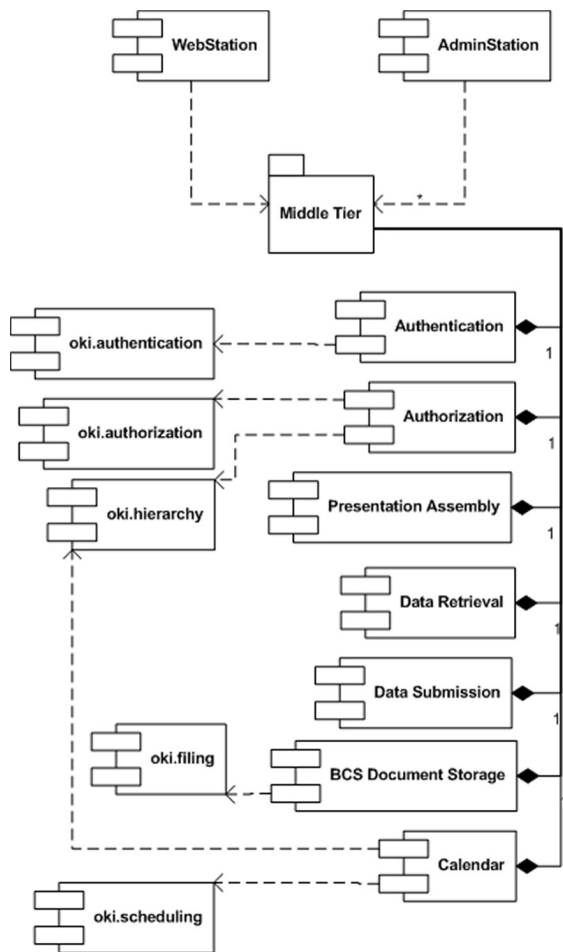 WebStation
AdminStation
*
Middle Tier
Authentication
oki.authentication
1
Authorization
oki.authorization
1
Presentation Assembly
oki.hierarchy
1
Data Retrieval
1
Data Submission
1
oki.filing
BCS Document Storage
Calendar
oki.scheduling